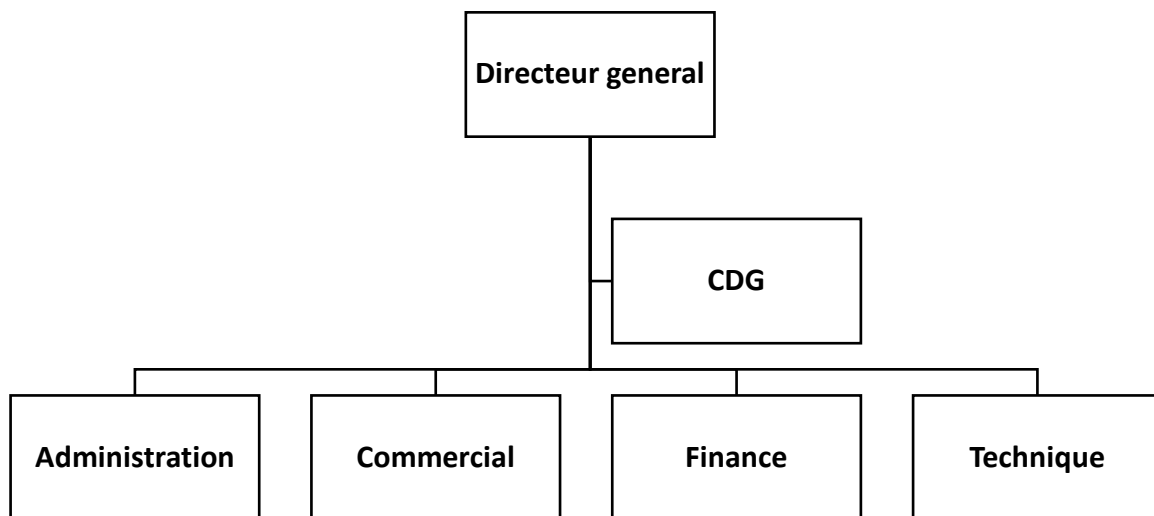 Directeur general
CDG
Administration
Commercial
Finance
Technique